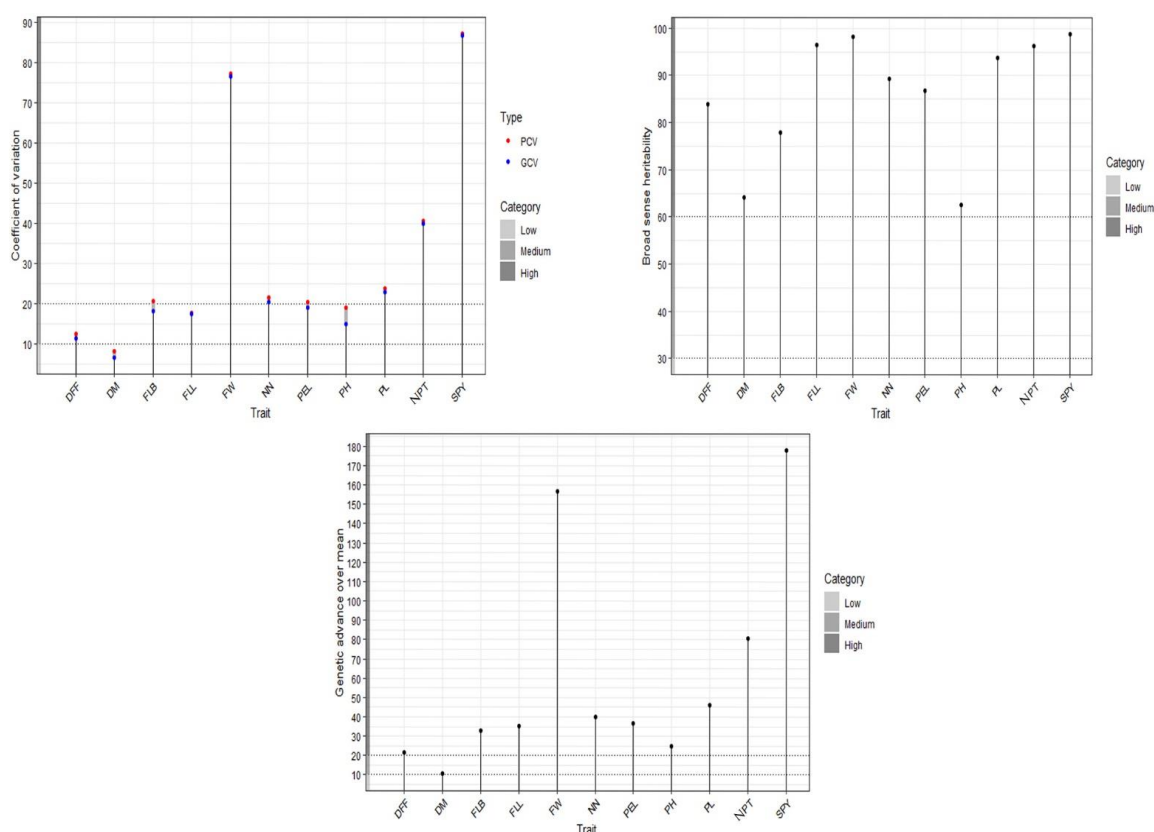 Coefficient of variation
90
80
70
60
50
40
30
20
10
DFF
DM
FLB
FLL
FW
NN
PEL
PH
PL
NPT
SPY
Trait
Type
PCV
GCV
Category
Low
Medium
High
Broad sense heritability
100
90
80
70
60
50
40
30
DFF
DM
FLB
FLL
FW
NN
PEL
PH
PL
NPT
SPY
Trait
Category
Low
Medium
High
Genetic advance over mean
180
170
160
150
140
130
120
110
100
90
80
70
60
50
40
30
20
10
DFF
DM
FLB
FLL
FW
NN
PEL
PH
PL
NPT
SPY
Trait
Category
Low
Medium
High